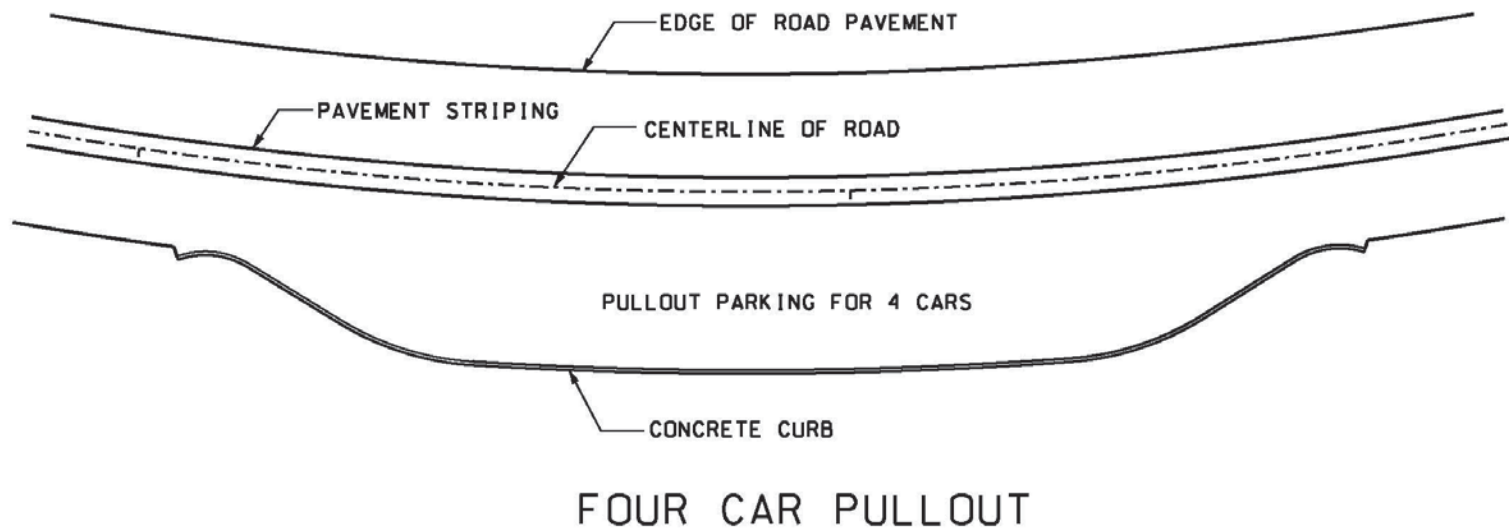 EDGE OF ROAD PAVEMENT
PAVEMENT STRIPING
CENTERLINE OF ROAD
PULLOUT PARKING FOR 4 CARS
CONCRETE CURB
FOUR CAR PULLOUT